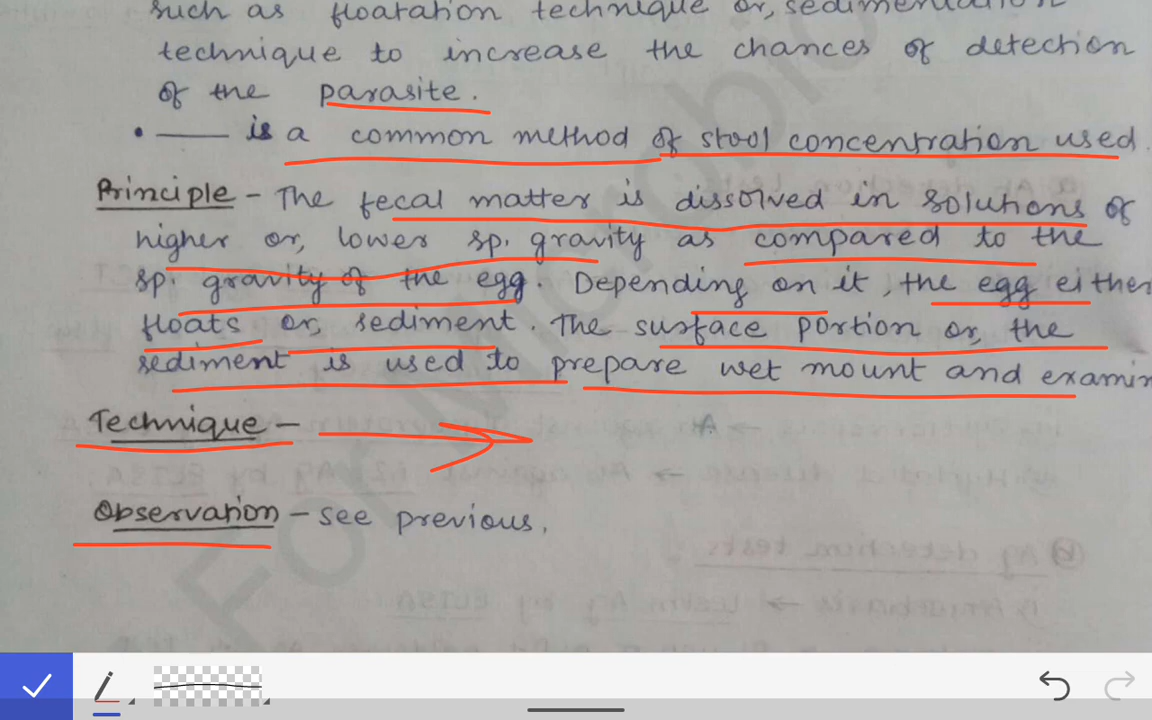 such as floatation technique or, sedimentation
technique to increase the chances of detection
of the parasite.
• —— is a common method of stool concentration used.
Principle - The fecal matter is dissolved in solutions of
higher or, lower sp. gravity as compared to the
sp. gravity of the egg. Depending on it, the egg either
floats or, sediment. The surface portion or, the
sediment is used to prepare wet mount and examin
Technique -
Observation - see previous.